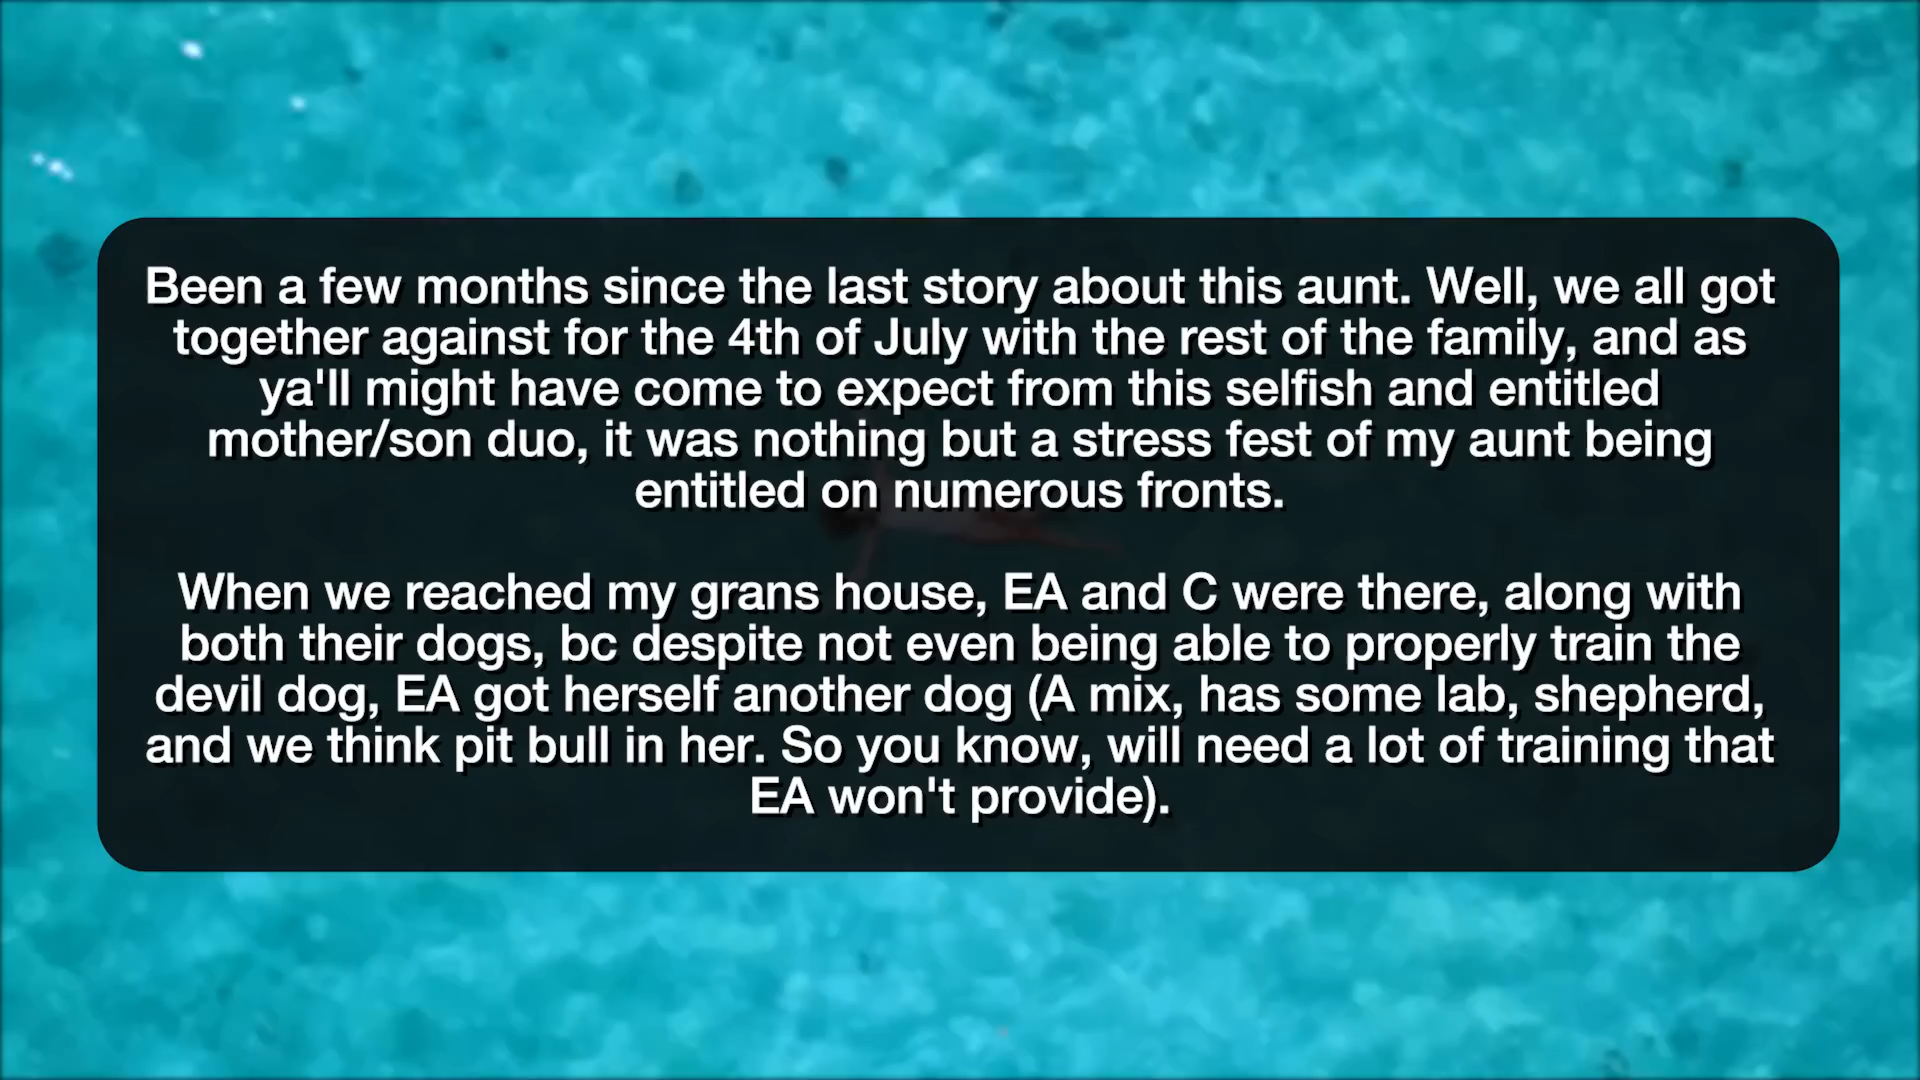 Been a few months since the last story about this aunt. Well, we all got
together against for the 4th of July with the rest of the family, and as
ya'll might have come to expect from this selfish and entitled
mother/son duo, it was nothing but a stress fest of my aunt being
entitled on numerous fronts.
When we reached my grans house, EA and C were there, along with
both their dogs, bc despite not even being able to properly train the
devil dog, EA got herself another dog (A mix, has some lab, shepherd,
and we think pit bull in her. So you know, will need a lot of training that
EA won't provide).